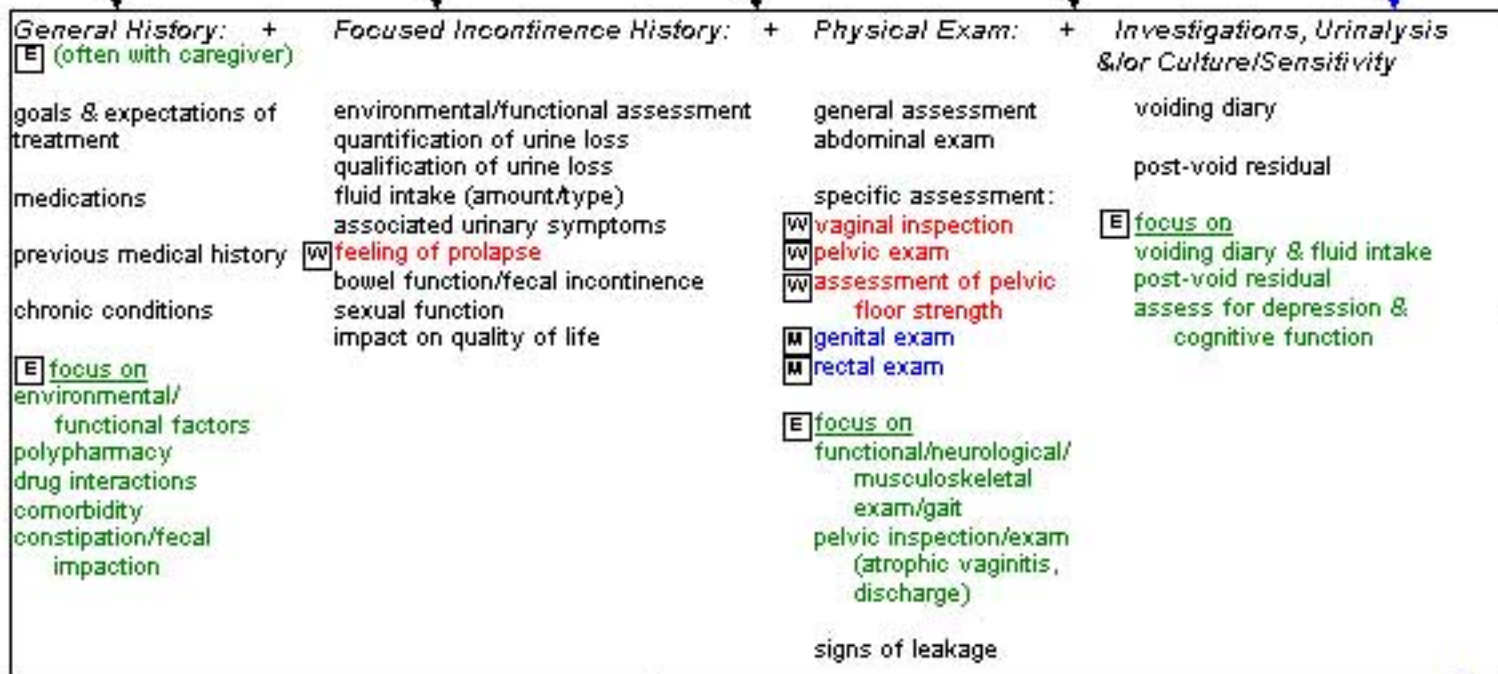 General History: +
E (often with caregiver)
goals & expectations of
treatment
medications
previous medical history
chronic conditions
E focus on
environmental/
functional factors
polypharmacy
drug interactions
comorbidity
constipation/fecal
impaction
Focused Incontinence History: +
environmental/functional assessment
quantification of urine loss
qualification of urine loss
fluid intake (amount/type)
associated urinary symptoms
W feeling of prolapse
bowel function/fecal incontinence
sexual function
impact on quality of life
Physical Exam: +
general assessment
abdominal exam
specific assessment:
W vaginal inspection
W pelvic exam
W assessment of pelvic
floor strength
M genital exam
M rectal exam
E focus on
functional/neurological/
musculoskeletal
exam/gait
pelvic inspection/exam
(atrophic vaginitis,
discharge)
signs of leakage
Investigations, Urinalysis
&/or Culture/Sensitivity
voiding diary
post-void residual
E focus on
voiding diary & fluid intake
post-void residual
assess for depression &
cognitive function